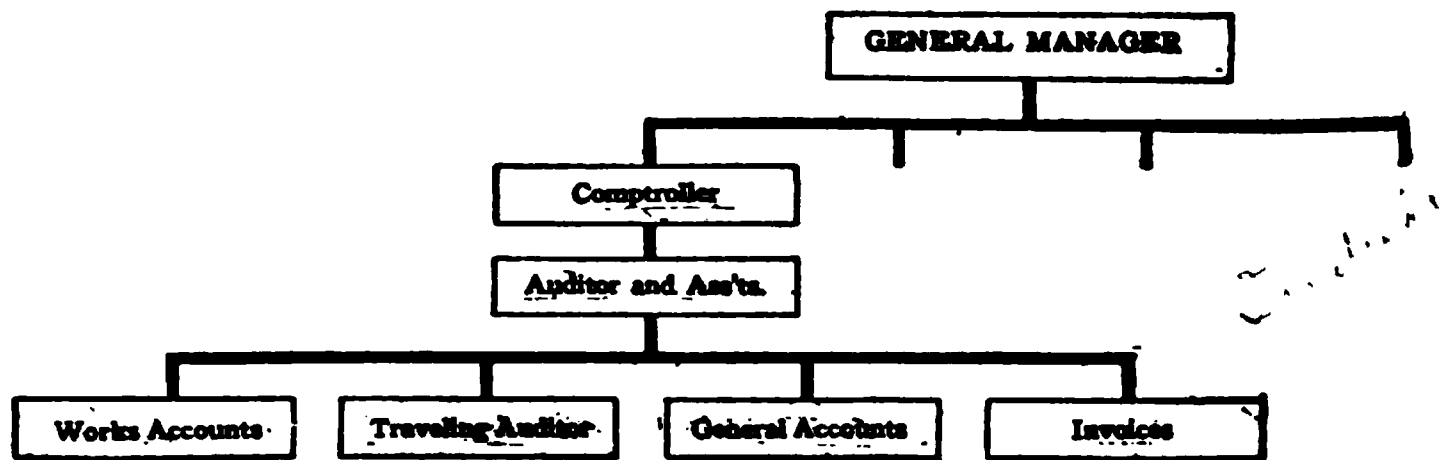 GENERAL MANAGER
Comptroller
Auditor and Ass'ts.
Works Accounts
Traveling Auditor
General Accounts
Invoices